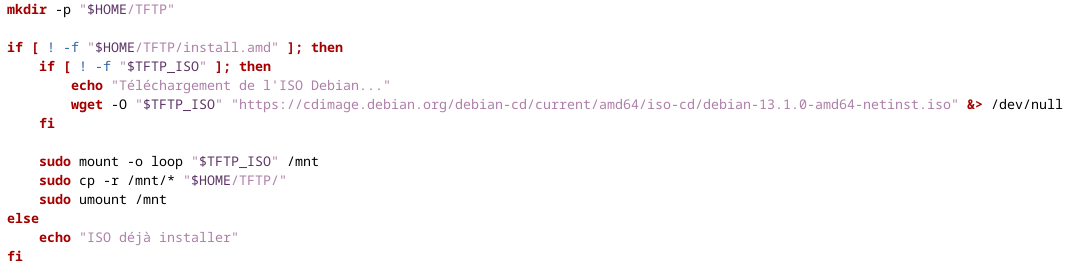 mkdir -p "$HOME/TFTP"

if [ ! -f "$HOME/TFTP/install.amd" ]; then
    if [ ! -f "$TFTP_ISO" ]; then
        echo "Téléchargement de l'ISO Debian..."
        wget -O "$TFTP_ISO" "https://cdimage.debian.org/debian-cd/current/amd64/iso-cd/debian-13.1.0-amd64-netinst.iso" &> /dev/null
    fi

    sudo mount -o loop "$TFTP_ISO" /mnt
    sudo cp -r /mnt/* "$HOME/TFTP/"
    sudo umount /mnt
else
    echo "ISO déjà installer"
fi